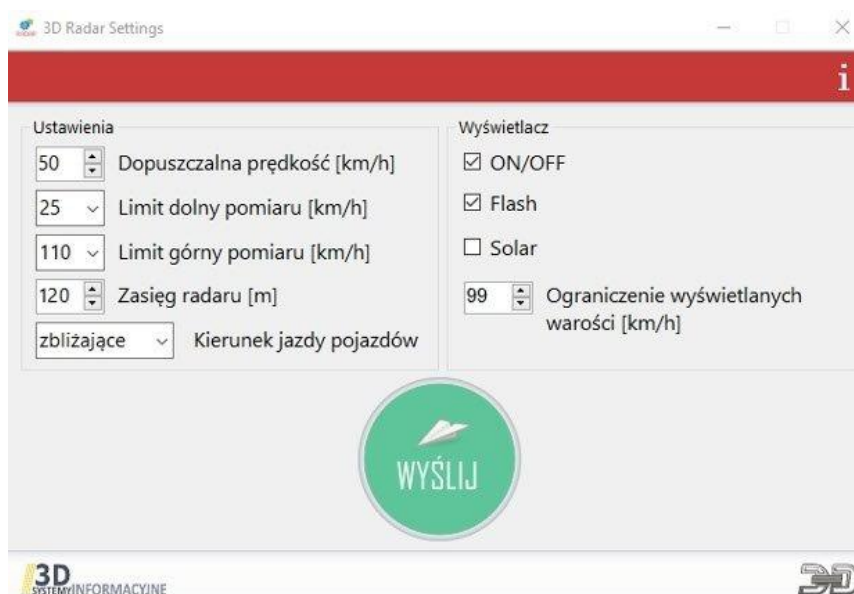 3D Radar Settings
i
Ustawienia
50 Dopuszczalna prędkość [km/h]
25 Limit dolny pomiaru [km/h]
110 Limit górny pomiaru [km/h]
120 Zasięg radaru [m]
zbliżające Kierunek jazdy pojazdów
Wyświetlacz
ON/OFF
Flash
Solar
99 Ograniczenie wyświetlanych
warości [km/h]
WYŚLIJ
3D
SYSTEMY INFORMACYJNE
3D